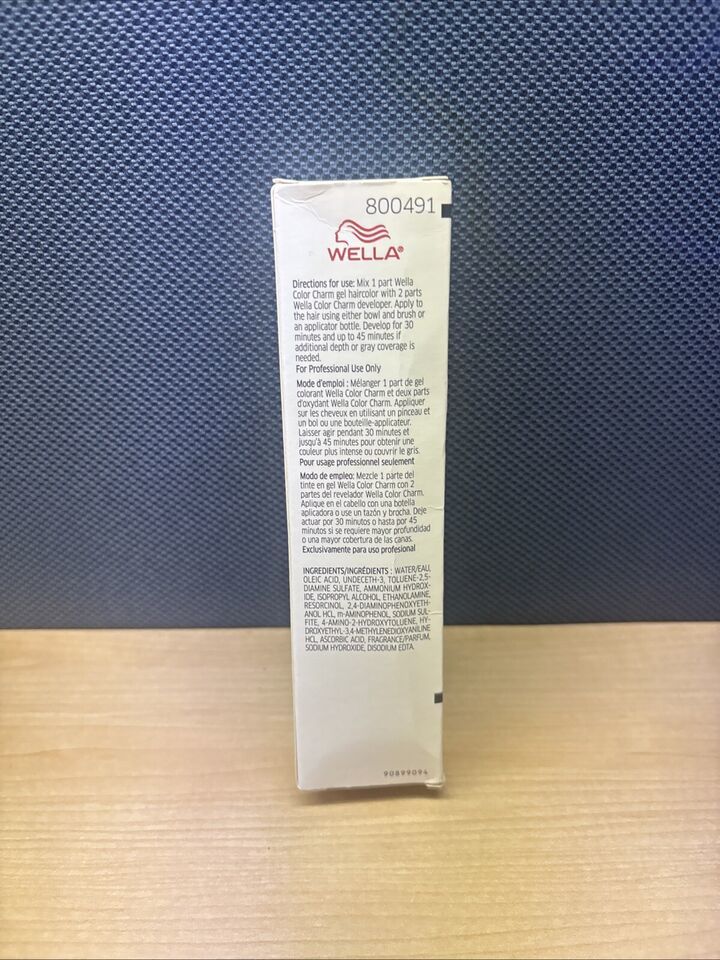 800491
WELLA®
Directions for use: Mix 1 part Wella
Color Charm gel haircolor with 2 parts
Wella Color Charm developer. Apply to
the hair using either bowl and brush or
an applicator bottle. Develop for 30
minutes and up to 45 minutes if
additional depth or gray coverage is
needed.
For Professional Use Only
Mode d'emploi : Mélanger 1 part de gel
colorant Wella Color Charm et deux parts
d'oxydant Wella Color Charm. Appliquer
sur les cheveux en utilisant un pinceau et
un bol ou une bouteille-applicateur.
Laisser agir pendant 30 minutes et
jusqu'à 45 minutes pour obtenir une
couleur plus intense ou couvrir le gris.
Pour usage professionnel seulement
Modo de empleo: Mezcle 1 parte del
tinte en gel Wella Color Charm con 2
partes del revelador Wella Color Charm.
Aplique en el cabello con una botella
aplicadora o use un tazón y brocha. Deje
actuar por 30 minutos o hasta por 45
minutos si se requiere mayor profundidad
o una mayor cobertura de las canas.
Exclusivamente para uso profesional
INGREDIENTS/INGRÉDIENTS : WATER/EAU,
OLEIC ACID, UNDECETH-3, TOLUENE-2,5-
DIAMINE SULFATE, AMMONIUM HYDROX-
IDE, ISOPROPYL ALCOHOL, ETHANOLAMINE,
RESORCINOL, 2,4-DIAMINOPHENOXYETH-
ANOL HCL, m-AMINOPHENOL, SODIUM SUL-
FITE, 4-AMINO-2-HYDROXYTOLUENE, HY-
DROXYETHYL-3,4-METHYLENEDIOXYANILINE
HCL, ASCORBIC ACID, FRAGRANCE/PARFUM,
SODIUM HYDROXIDE, DISODIUM EDTA.
90899094